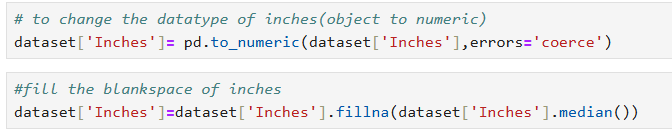 # to change the datatype of inches(object to numeric)
dataset['Inches']= pd.to_numeric(dataset['Inches'],errors='coerce')
#fill the blankspace of inches
dataset['Inches']=dataset['Inches'].fillna(dataset['Inches'].median())